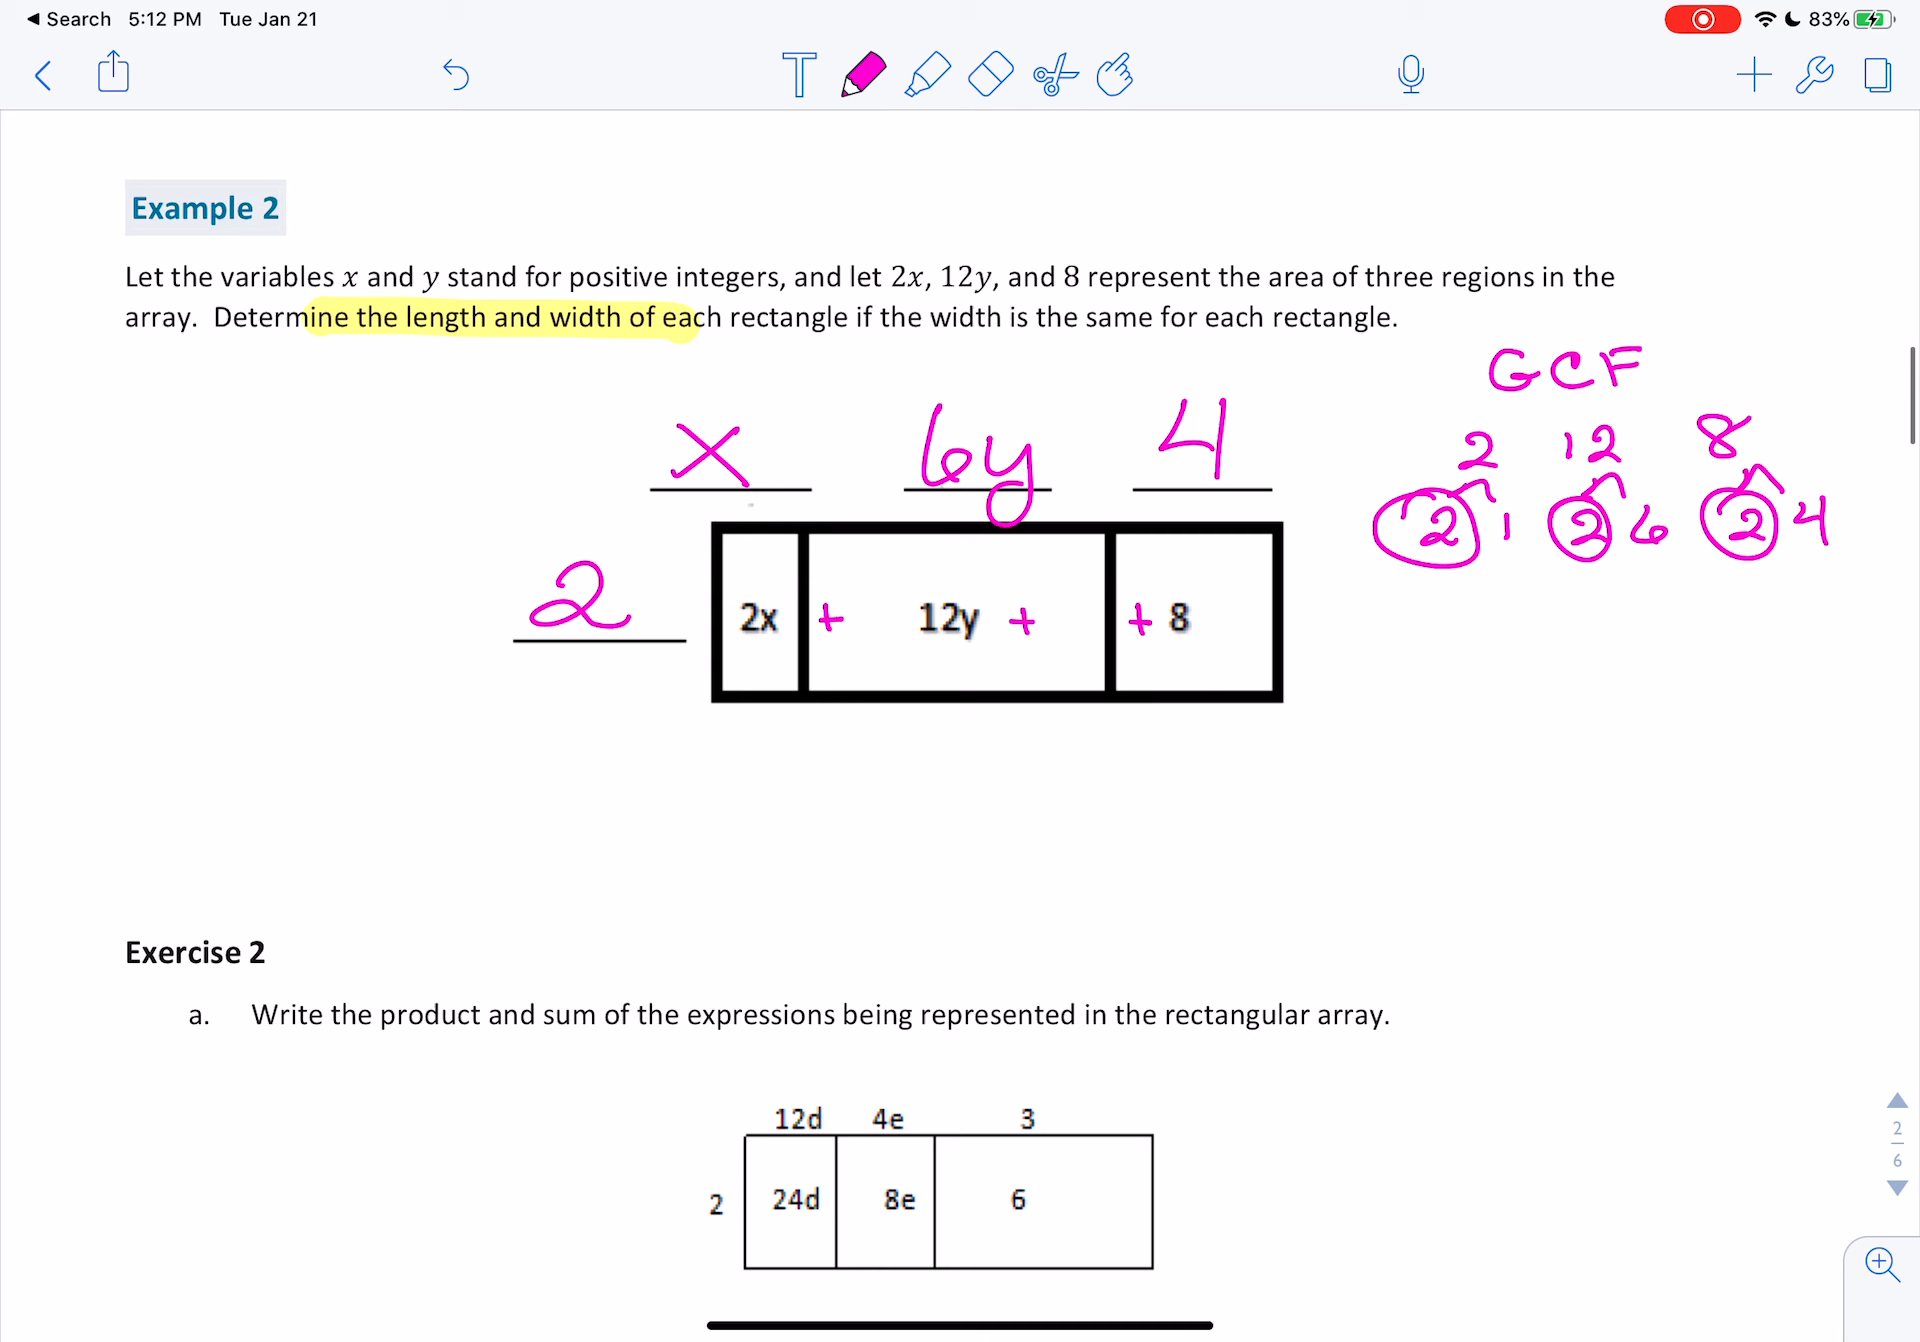 ◀ Search 5:12 PM Tue Jan 21 83%
T
Example 2
Let the variables x and y stand for positive integers, and let 2x, 12y, and 8 represent the area of three regions in the
array. Determine the length and width of each rectangle if the width is the same for each rectangle.
GCF
x 6y 4
2 12 8
2 1 2 6 2 4
2 2x + 12y + + 8
Exercise 2
a. Write the product and sum of the expressions being represented in the rectangular array.
12d 4e 3
2 24d 8e 6
2
6